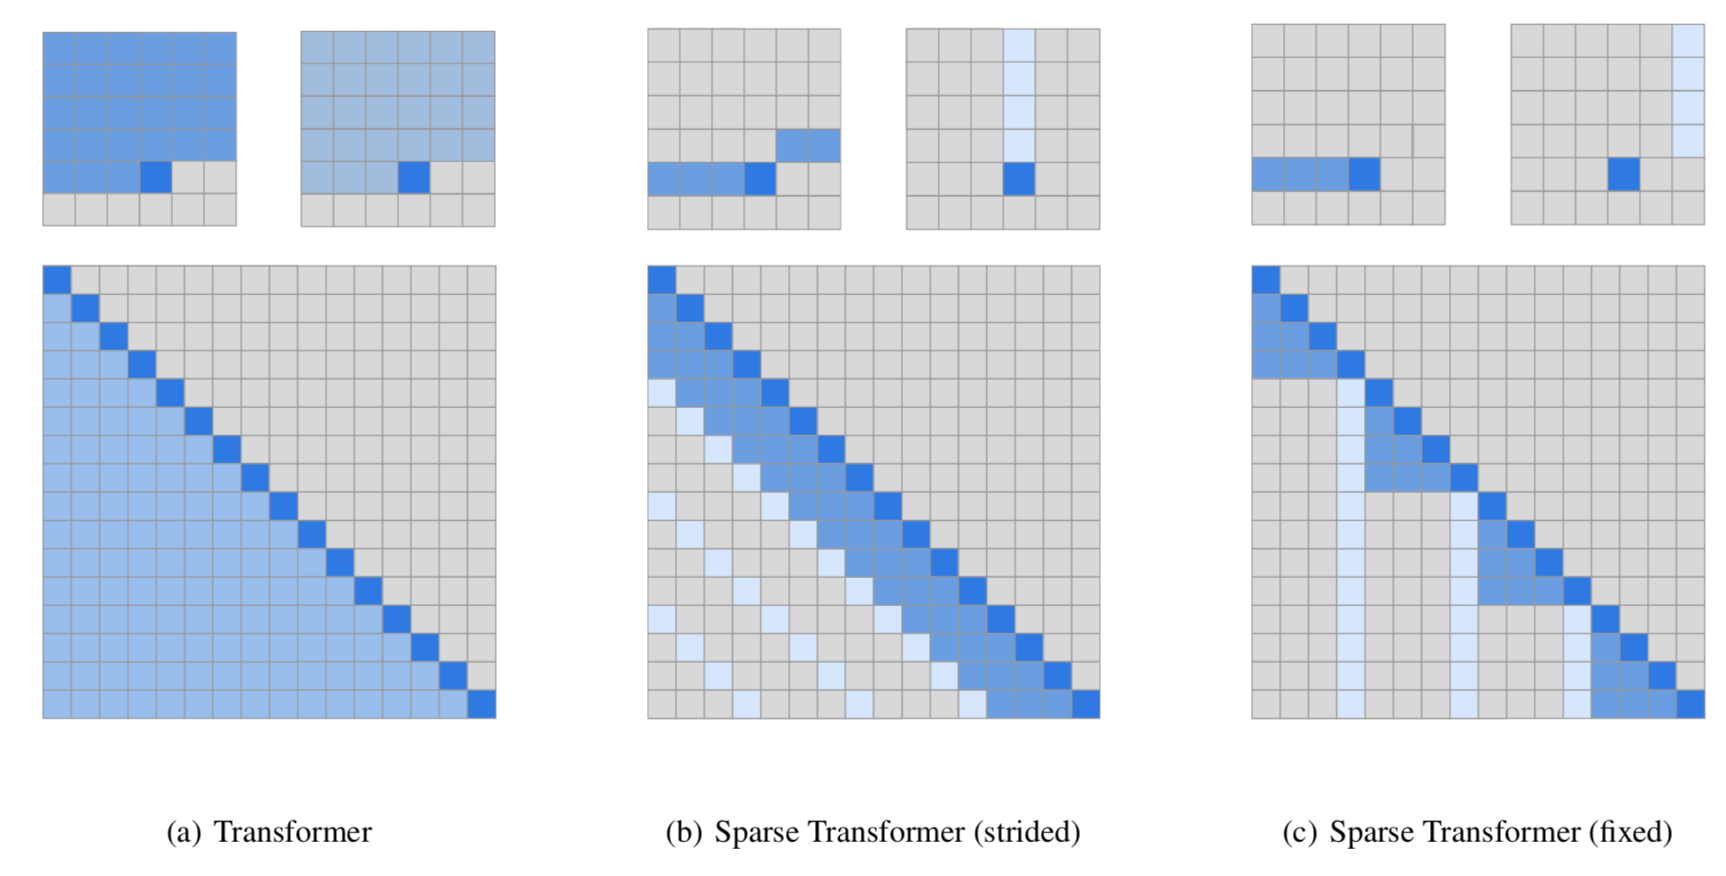 (a) Transformer
(b) Sparse Transformer (strided)
(c) Sparse Transformer (fixed)